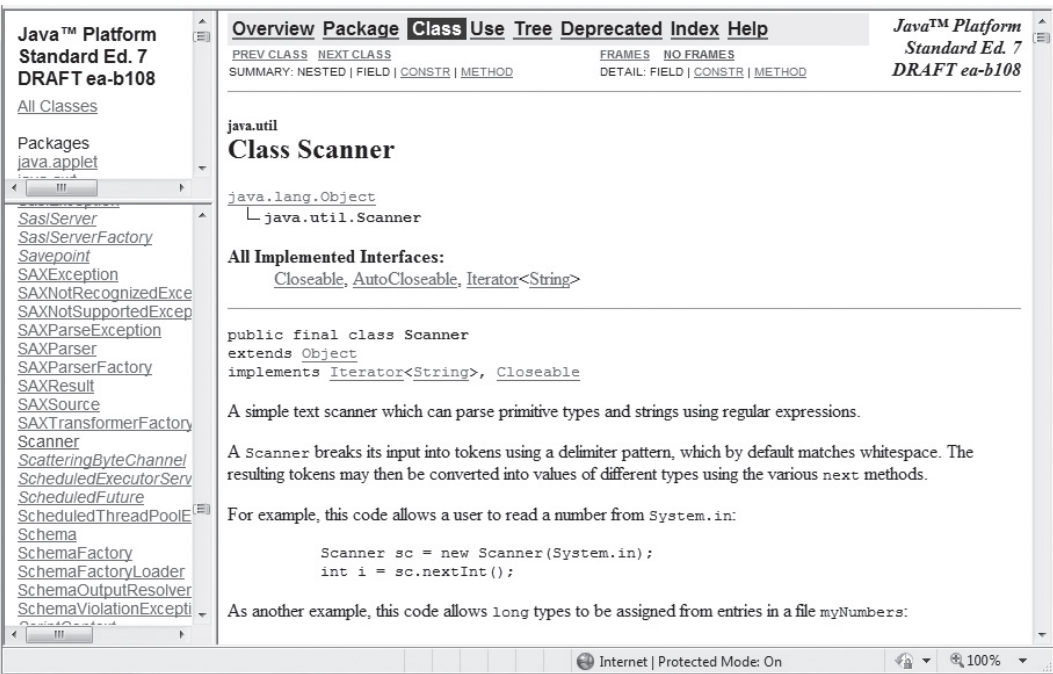 Java™ Platform
Standard Ed. 7
DRAFT ea-b108
All Classes
Packages
java.applet
SaslServer
SaslServerFactory
Savepoint
SAXException
SAXNotRecognizedExce
SAXNotSupportedExcep
SAXParseException
SAXParser
SAXParserFactory
SAXResult
SAXSource
SAXTransformerFactory
Scanner
ScatteringByteChannel
ScheduledExecutorServ
ScheduledFuture
ScheduledThreadPoolE
Schema
SchemaFactory
SchemaFactoryLoader
SchemaOutputResolver
SchemaViolationExcepti
Overview Package Class Use Tree Deprecated Index Help
PREV CLASS NEXT CLASS
FRAMES NO FRAMES
SUMMARY: NESTED | FIELD | CONSTR | METHOD
DETAIL: FIELD | CONSTR | METHOD
Java™ Platform
Standard Ed. 7
DRAFT ea-b108
java.util
Class Scanner
java.lang.Object
java.util.Scanner
All Implemented Interfaces:
Closeable, AutoCloseable, Iterator<String>
public final class Scanner
extends Object
implements Iterator<String>, Closeable
A simple text scanner which can parse primitive types and strings using regular expressions.
A Scanner breaks its input into tokens using a delimiter pattern, which by default matches whitespace. The
resulting tokens may then be converted into values of different types using the various next methods.
For example, this code allows a user to read a number from System.in:
Scanner sc = new Scanner(System.in);
int i = sc.nextInt();
As another example, this code allows long types to be assigned from entries in a file myNumbers:
Internet | Protected Mode: On
100%